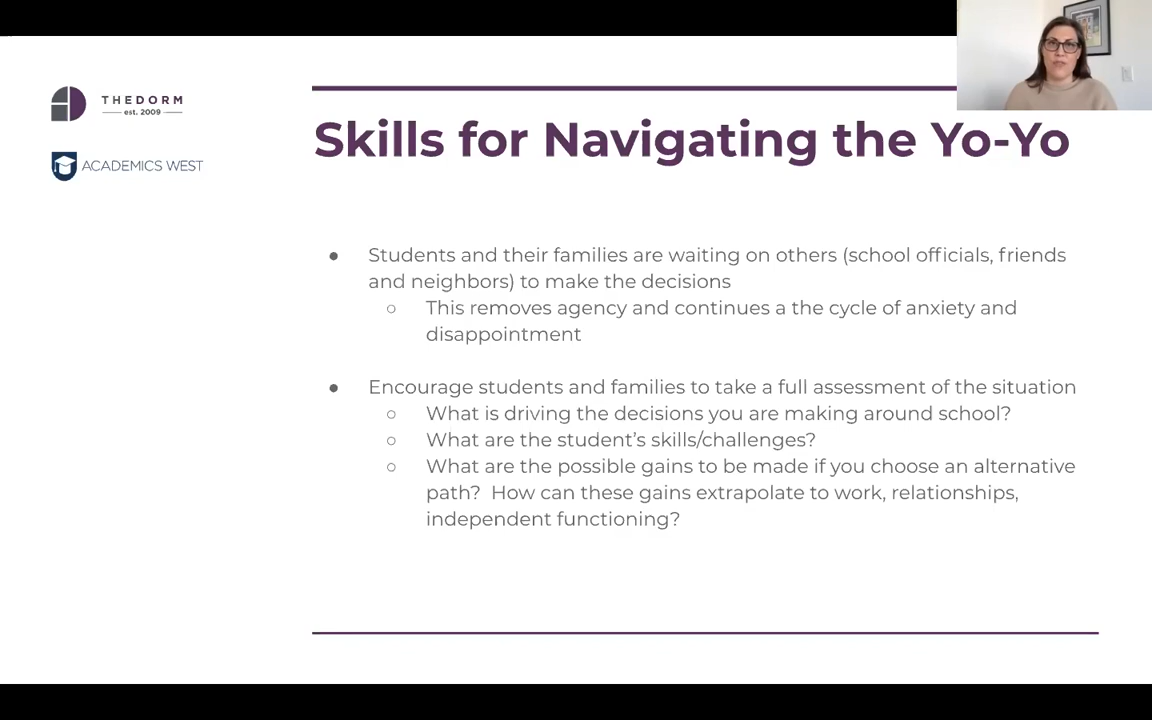 THEDORM
est. 2009
ACADEMICS WEST
Skills for Navigating the Yo-Yo
● Students and their families are waiting on others (school officials, friends
and neighbors) to make the decisions
○ This removes agency and continues a the cycle of anxiety and
disappointment
● Encourage students and families to take a full assessment of the situation
○ What is driving the decisions you are making around school?
○ What are the student’s skills/challenges?
○ What are the possible gains to be made if you choose an alternative
path?  How can these gains extrapolate to work, relationships,
independent functioning?